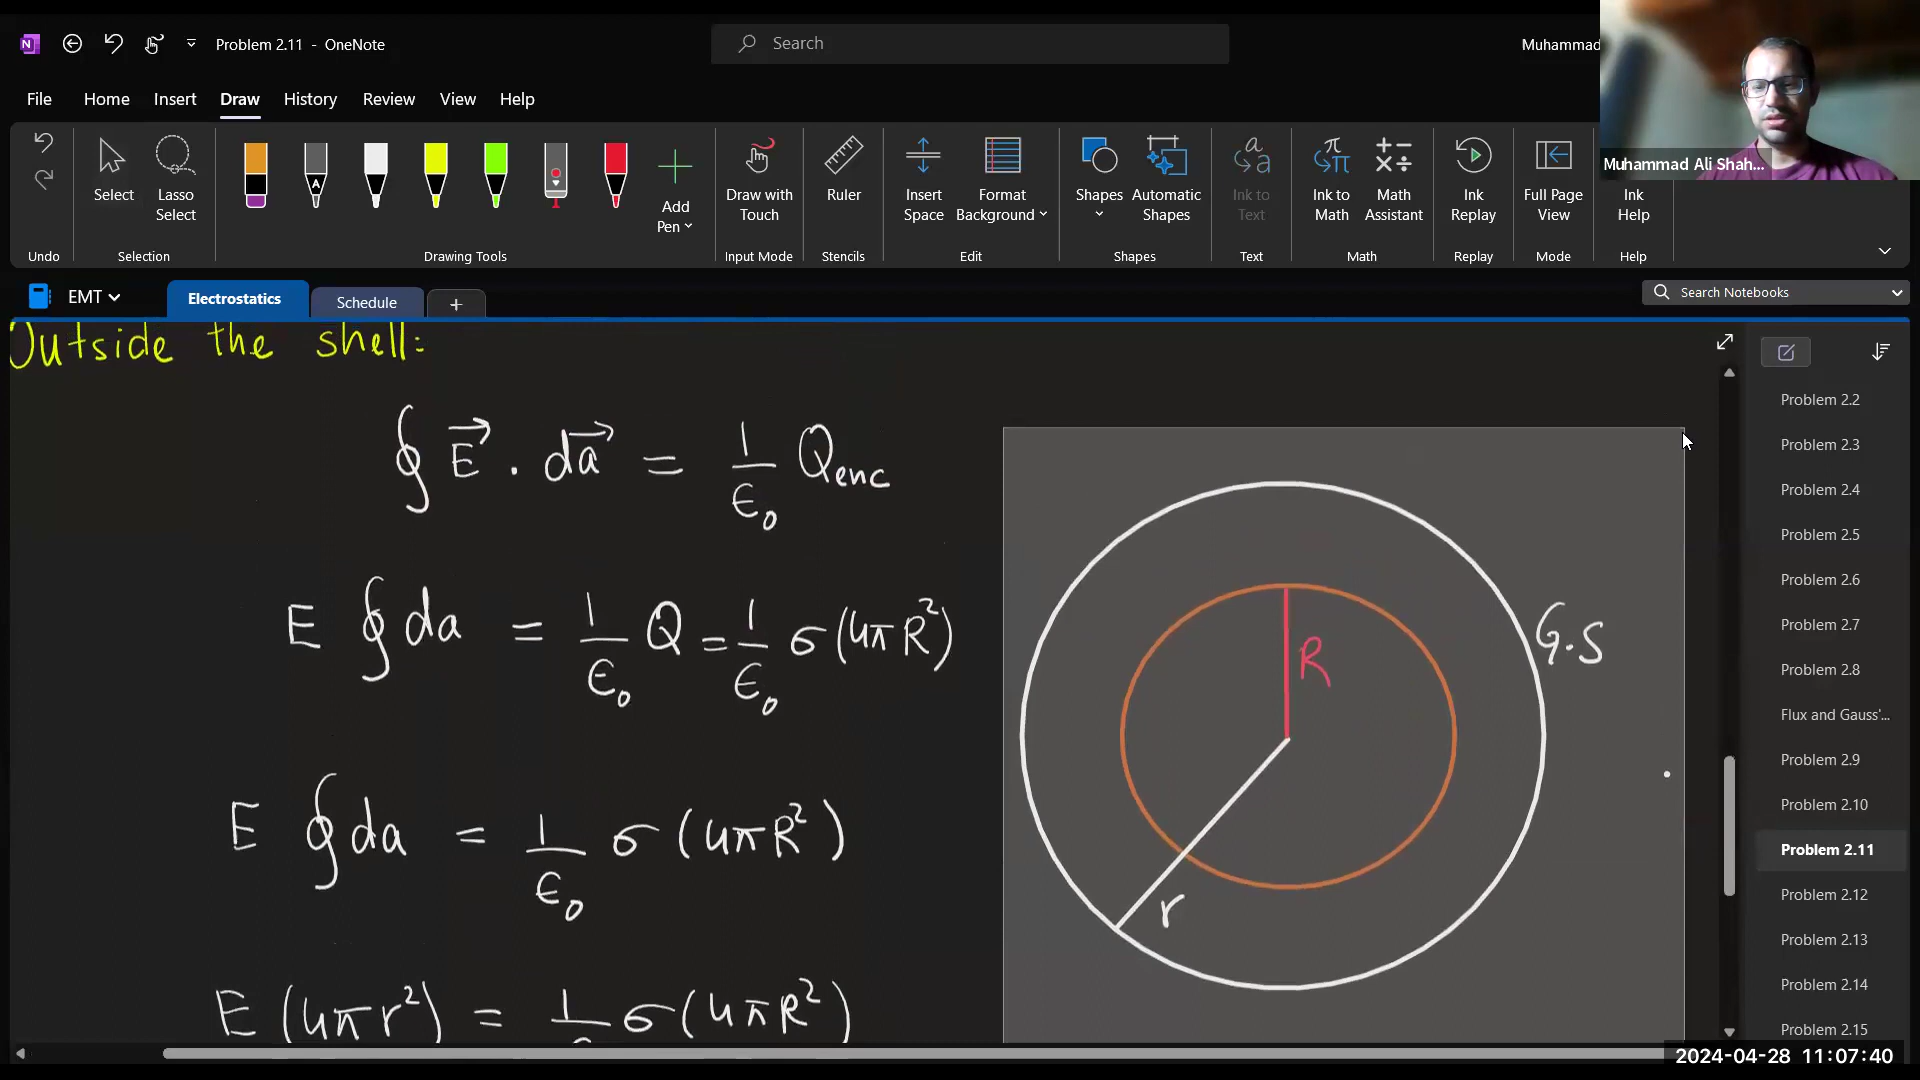 Problem 2.11 - OneNote
Search
Muhammad
File Home Insert Draw History Review View Help
Muhammad Ali Shah...
Select
Lasso Select
Add Pen
Draw with Touch
Ruler
Insert Space
Format Background
Shapes
Automatic Shapes
Ink to Text
Ink to Math
Math Assistant
Ink Replay
Full Page View
Ink Help
Undo Selection Drawing Tools Input Mode Stencils Edit Shapes Text Math Replay Mode Help
EMT Electrostatics Schedule +
Search Notebooks
Outside the shell:
∮ E⃗ . da⃗ = 1/ϵ₀ Qenc
E ∮ da = 1/ϵ₀ Q = 1/ϵ₀ σ (4πR²)
E ∮ da = 1/ϵ₀ σ (4πR²)
E (4πr²) = 1/ϵ σ (4πR²)
R
G.S
r
Problem 2.2
Problem 2.3
Problem 2.4
Problem 2.5
Problem 2.6
Problem 2.7
Problem 2.8
Flux and Gauss'...
Problem 2.9
Problem 2.10
Problem 2.11
Problem 2.12
Problem 2.13
Problem 2.14
Problem 2.15
2024-04-28 11:07:40